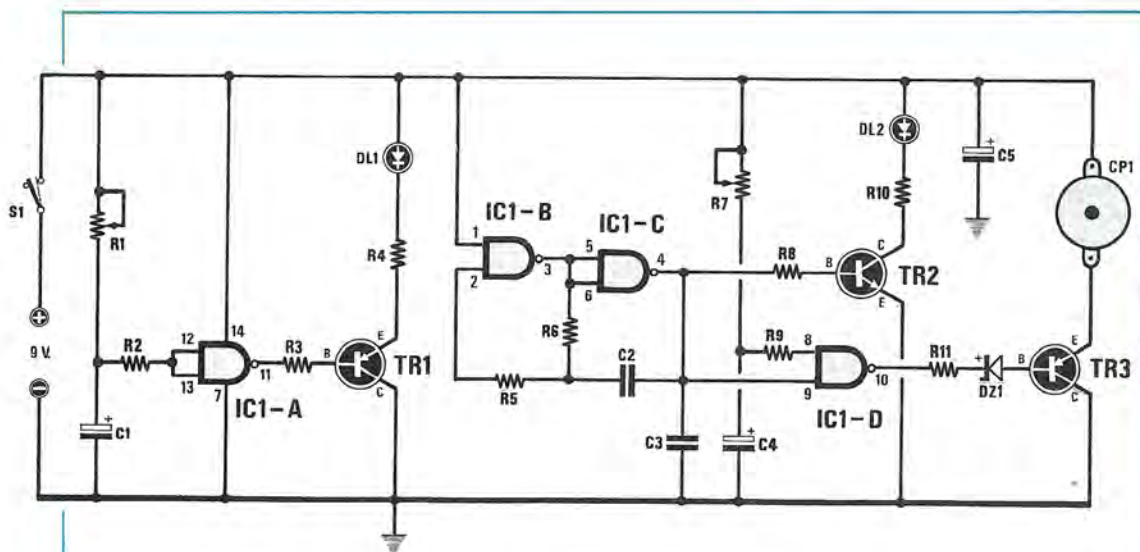 S1
9 V.
R1
C1
R2
12
13
14
7
11
IC1-A
R3
B
E
C
TR1
DL1
R4
1
2
3
IC1-B
5
6
4
IC1-C
R6
R5
C2
C3
R7
C4
+
R8
R9
8
9
10
IC1-D
DL2
R10
C
B
E
TR2
C5
+
CP1
R11
+
DZ1
B
E
C
TR3
+
+
-